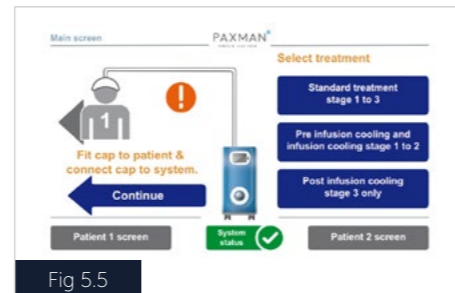 Main screen
PAXMAN
Select treatment
1
!
Fit cap to patient &
connect cap to system.
Continue
Standard treatment
stage 1 to 3
Pre infusion cooling and
infusion cooling stage 1 to 2
Post infusion cooling
stage 3 only
Patient 1 screen
System
status
Patient 2 screen
Fig 5.5